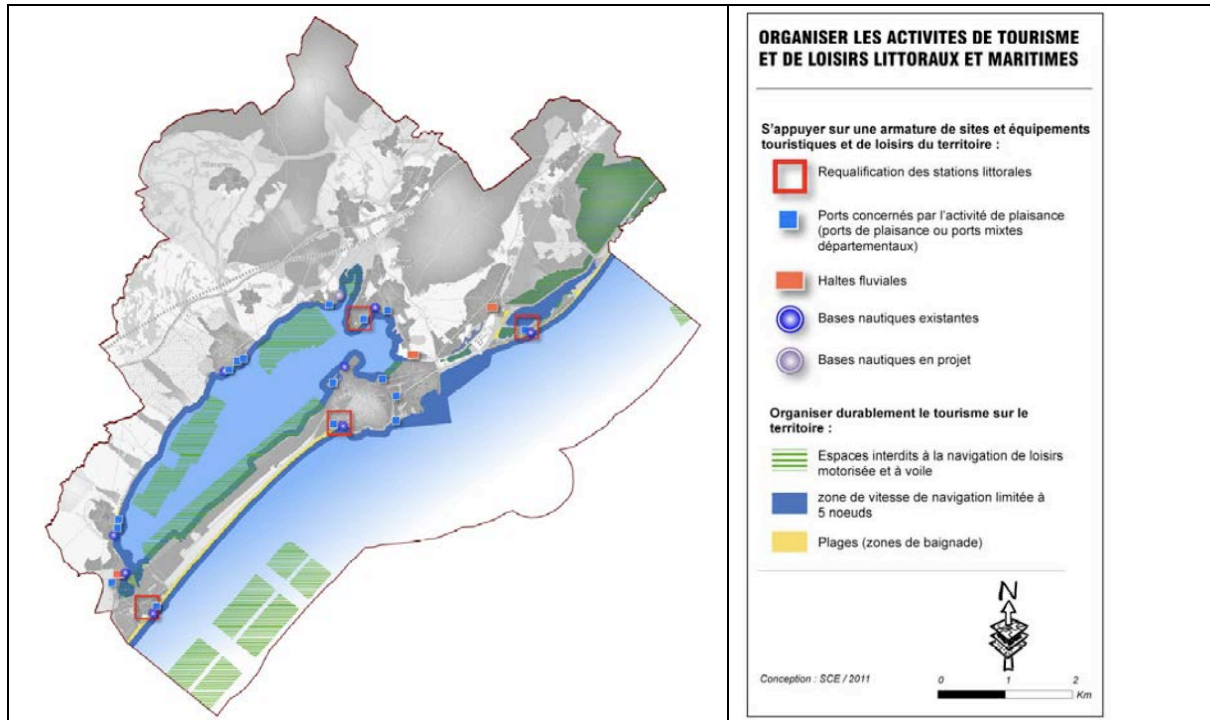 ORGANISER LES ACTIVITES DE TOURISME
ET DE LOISIRS LITTORAUX ET MARITIMES
S'appuyer sur une armature de sites et équipements
touristiques et de loisirs du territoire :
Requalification des stations littorales
Ports concernés par l'activité de plaisance
(ports de plaisance ou ports mixtes
départementaux)
Haltes fluviales
Bases nautiques existantes
Bases nautiques en projet
Organiser durablement le tourisme sur le
territoire :
Espaces interdits à la navigation de loisirs
motorisée et à voile
zone de vitesse de navigation limitée à
5 noeuds
Plages (zones de baignade)
N
Conception : SCE / 2011
0 1 2
Km